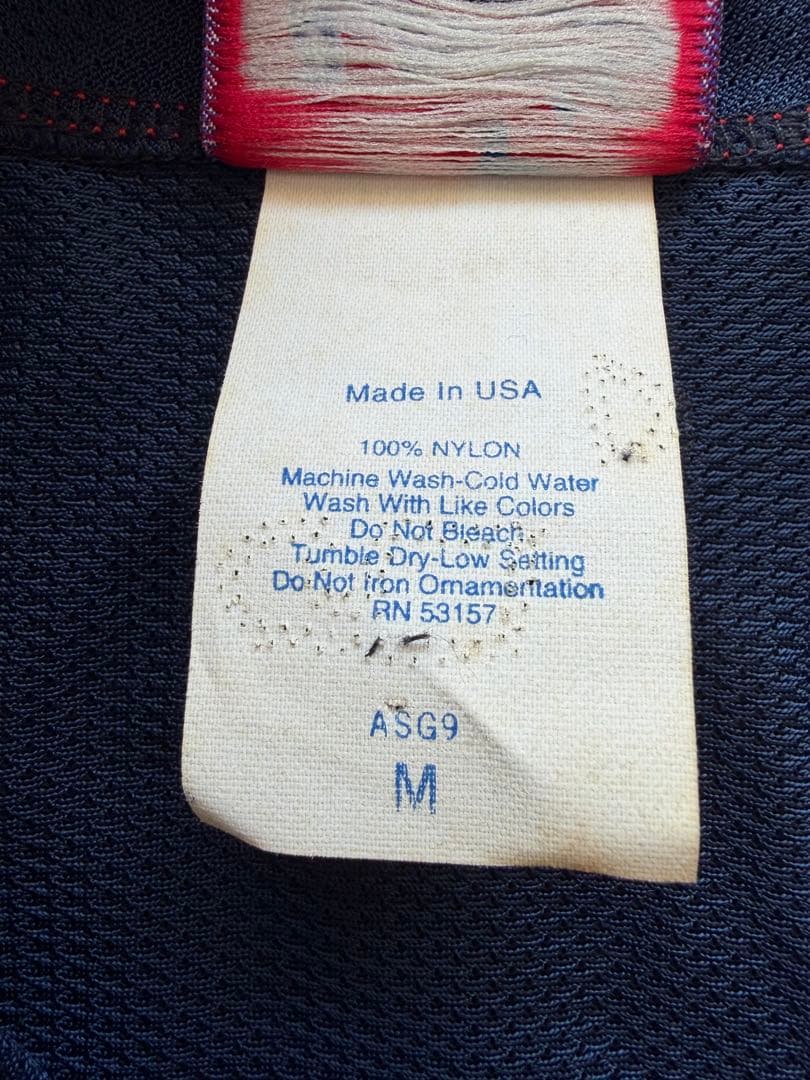 Made In USA
100% NYLON
Machine Wash-Cold Water
Wash With Like Colors
Do Not Bleach
Tumble Dry-Low Setting
Do Not Iron Ornamentation
RN 53157
ASG9
M